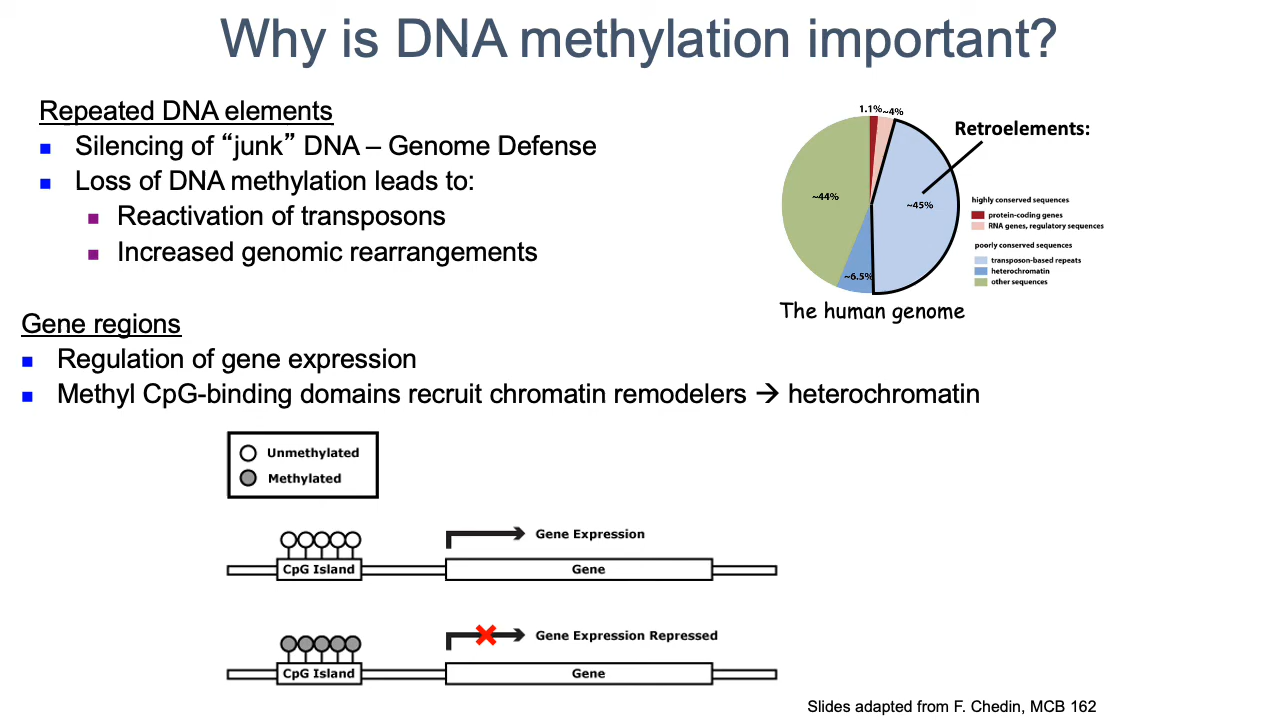 Why is DNA methylation important?
Repeated DNA elements
Silencing of “jun” DNA – Genome Defense
Loss of DNA methylation leads to:
Reactivation of transposons
Increased genomic rearrangements
1.1%
~4%
Retroelements:
~44%
~45%
~6.5%
highly conserved sequences
protein-coding genes
RNA genes, regulatory sequences
poorly conserved sequences
transposon-based repeats
heterochromatin
other sequences
The human genome
Gene regions
Regulation of gene expression
Methyl CpG-binding domains recruit chromatin remodelers → heterochromatin
Unmethylated
Methylated
Gene Expression
CpG Island
Gene
Gene Expression Repressed
CpG Island
Gene
Slides adapted from F. Chedin, MCB 162